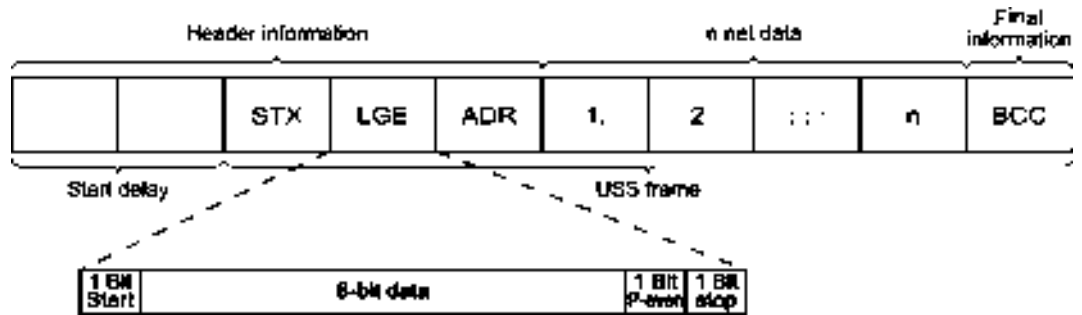 Header information
n net data
Final
information
STX LGE ADR 1. 2 : : : n BCC
Start delay
USS frame
1 Bit
Start
8-bit data
1 Bit
P-even
1 Bit
stop